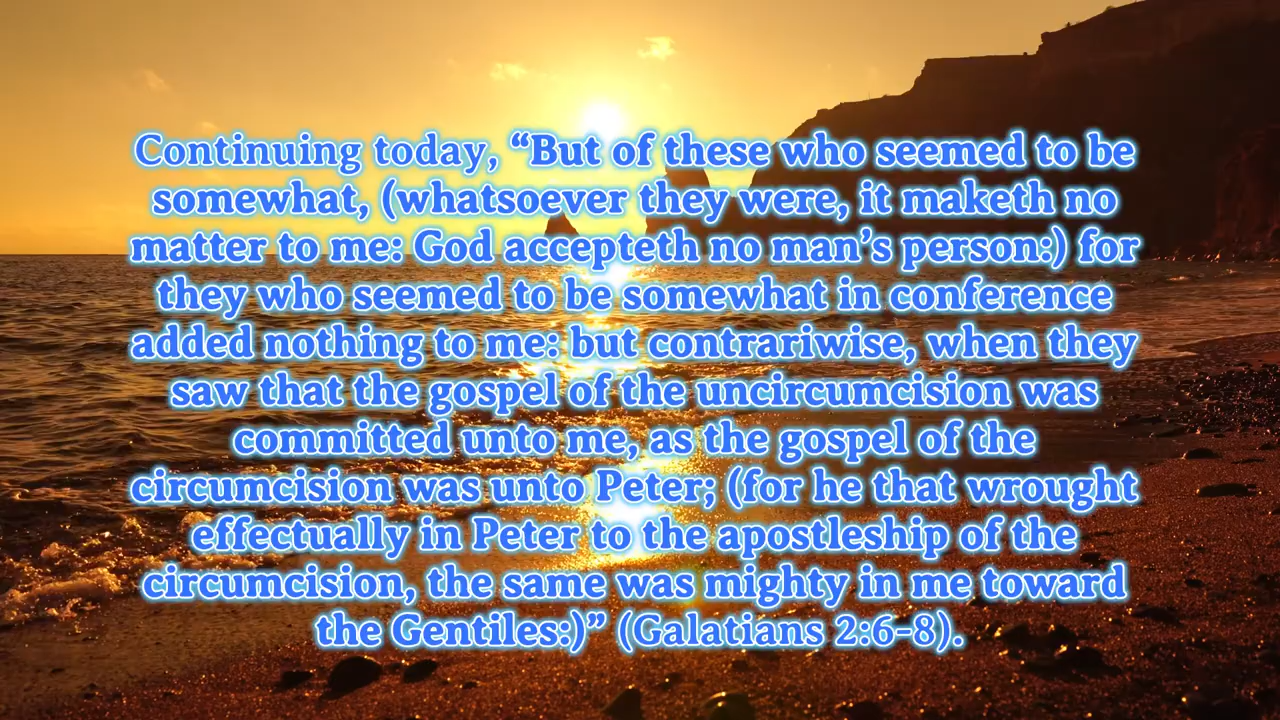 Continuing today, “But of these who seemed to be
somewhat, (whatsoever they were, it maketh no
matter to me: God accepteth no man’s person:) for
they who seemed to be somewhat in conference
added nothing to me: but contrariwise, when they
saw that the gospel of the uncircumcision was
committed unto me, as the gospel of the
circumcision was unto Peter; (for he that wrought
effectually in Peter to the apostleship of the
circumcision, the same was mighty in me toward
the Gentiles:)” (Galatians 2:6-8).